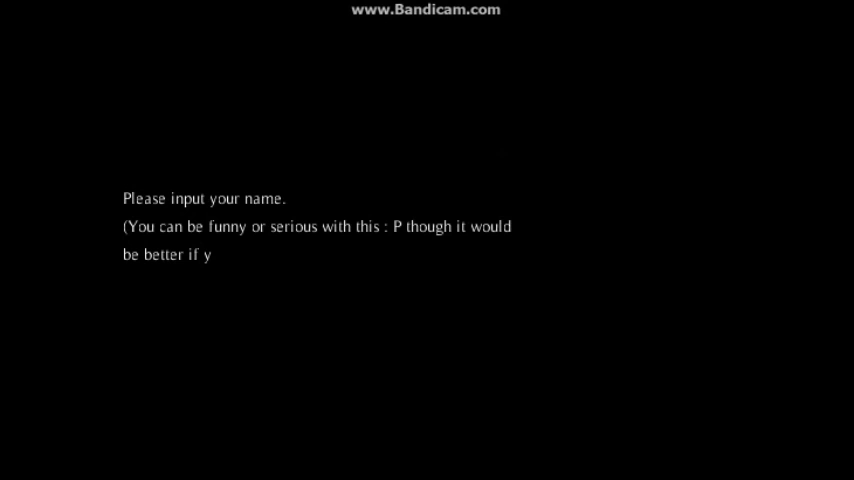 www.Bandicam.com
Please input your name.
(You can be funny or serious with this : P though it would
be better if y